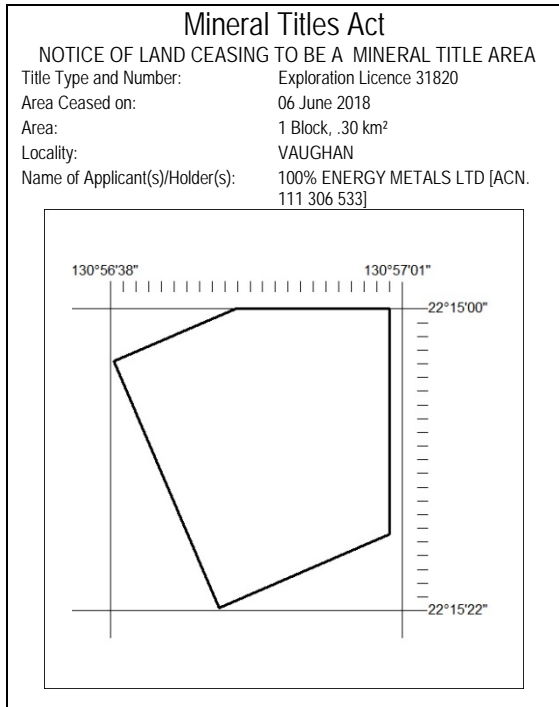 Mineral Titles Act
NOTICE OF LAND CEASING TO BE A MINERAL TITLE AREA
Title Type and Number: Exploration Licence 31820
Area Ceased on: 06 June 2018
Area: 1 Block, .30 km²
Locality: VAUGHAN
Name of Applicant(s)/Holder(s): 100% ENERGY METALS LTD [ACN.
111 306 533]
130°56'38" 130°57'01"
22°15'00"
22°15'22"